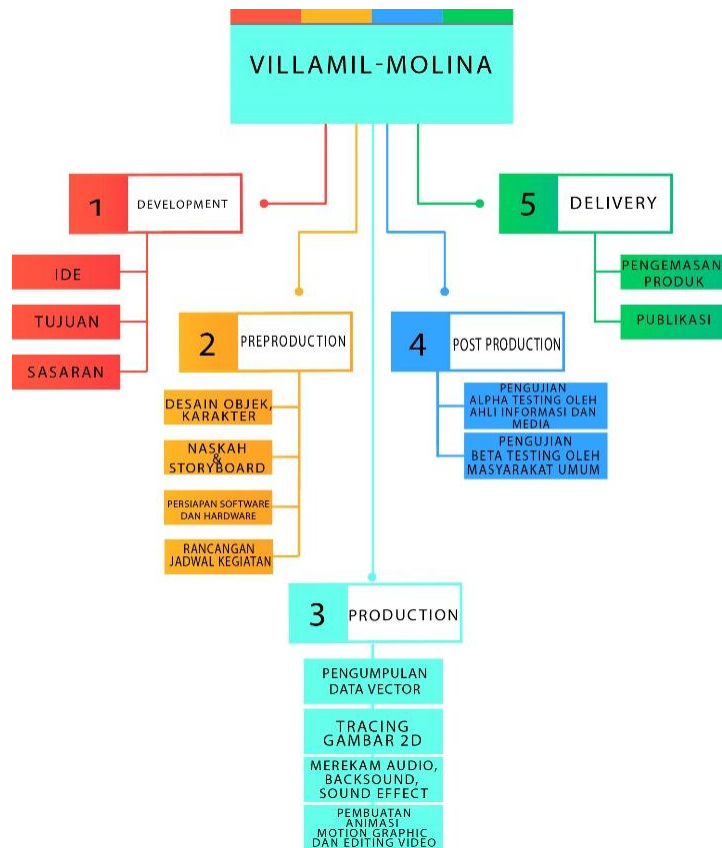 VILLAMIL-MOLINA
1
DEVELOPMENT
IDE
TUJUAN
SASARAN
2
PREPRODUCTION
DESAIN OBJEK,
KARAKTER
NASKAH
&
STORYBOARD
PERSIAPAN SOFTWARE
DAN HARDWARE
RANCANGAN
JADWAL KEGIATAN
3
PRODUCTION
PENGUMPULAN
DATA VECTOR
TRACING
GAMBAR 2D
MEREKAM AUDIO,
BACKSOUND,
SOUND EFFECT
PEMBUATAN
ANIMASI
MOTION GRAPHIC
DAN EDITING VIDEO
4
POST PRODUCTION
PENGUJIAN
ALPHA TESTING OLEH
AHLI INFORMASI DAN
MEDIA
PENGUJIAN
BETA TESTING OLEH
MASYARAKAT UMUM
5
DELIVERY
PENGEMASAN
PRODUK
PUBLIKASI